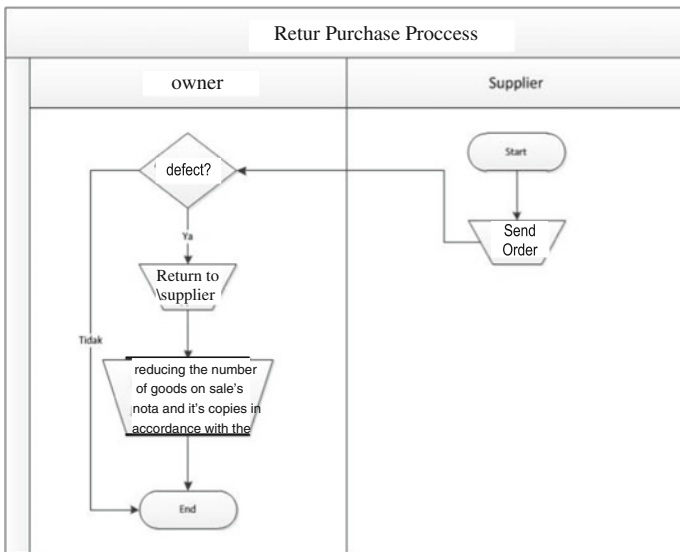 Retur Purchase Proccess
owner
Supplier
Start
Send
Order
defect?
Ya
Return to
\supplier
Tidak
reducing the number
of goods on sale's
nota and it's copies in
accordance with the
End